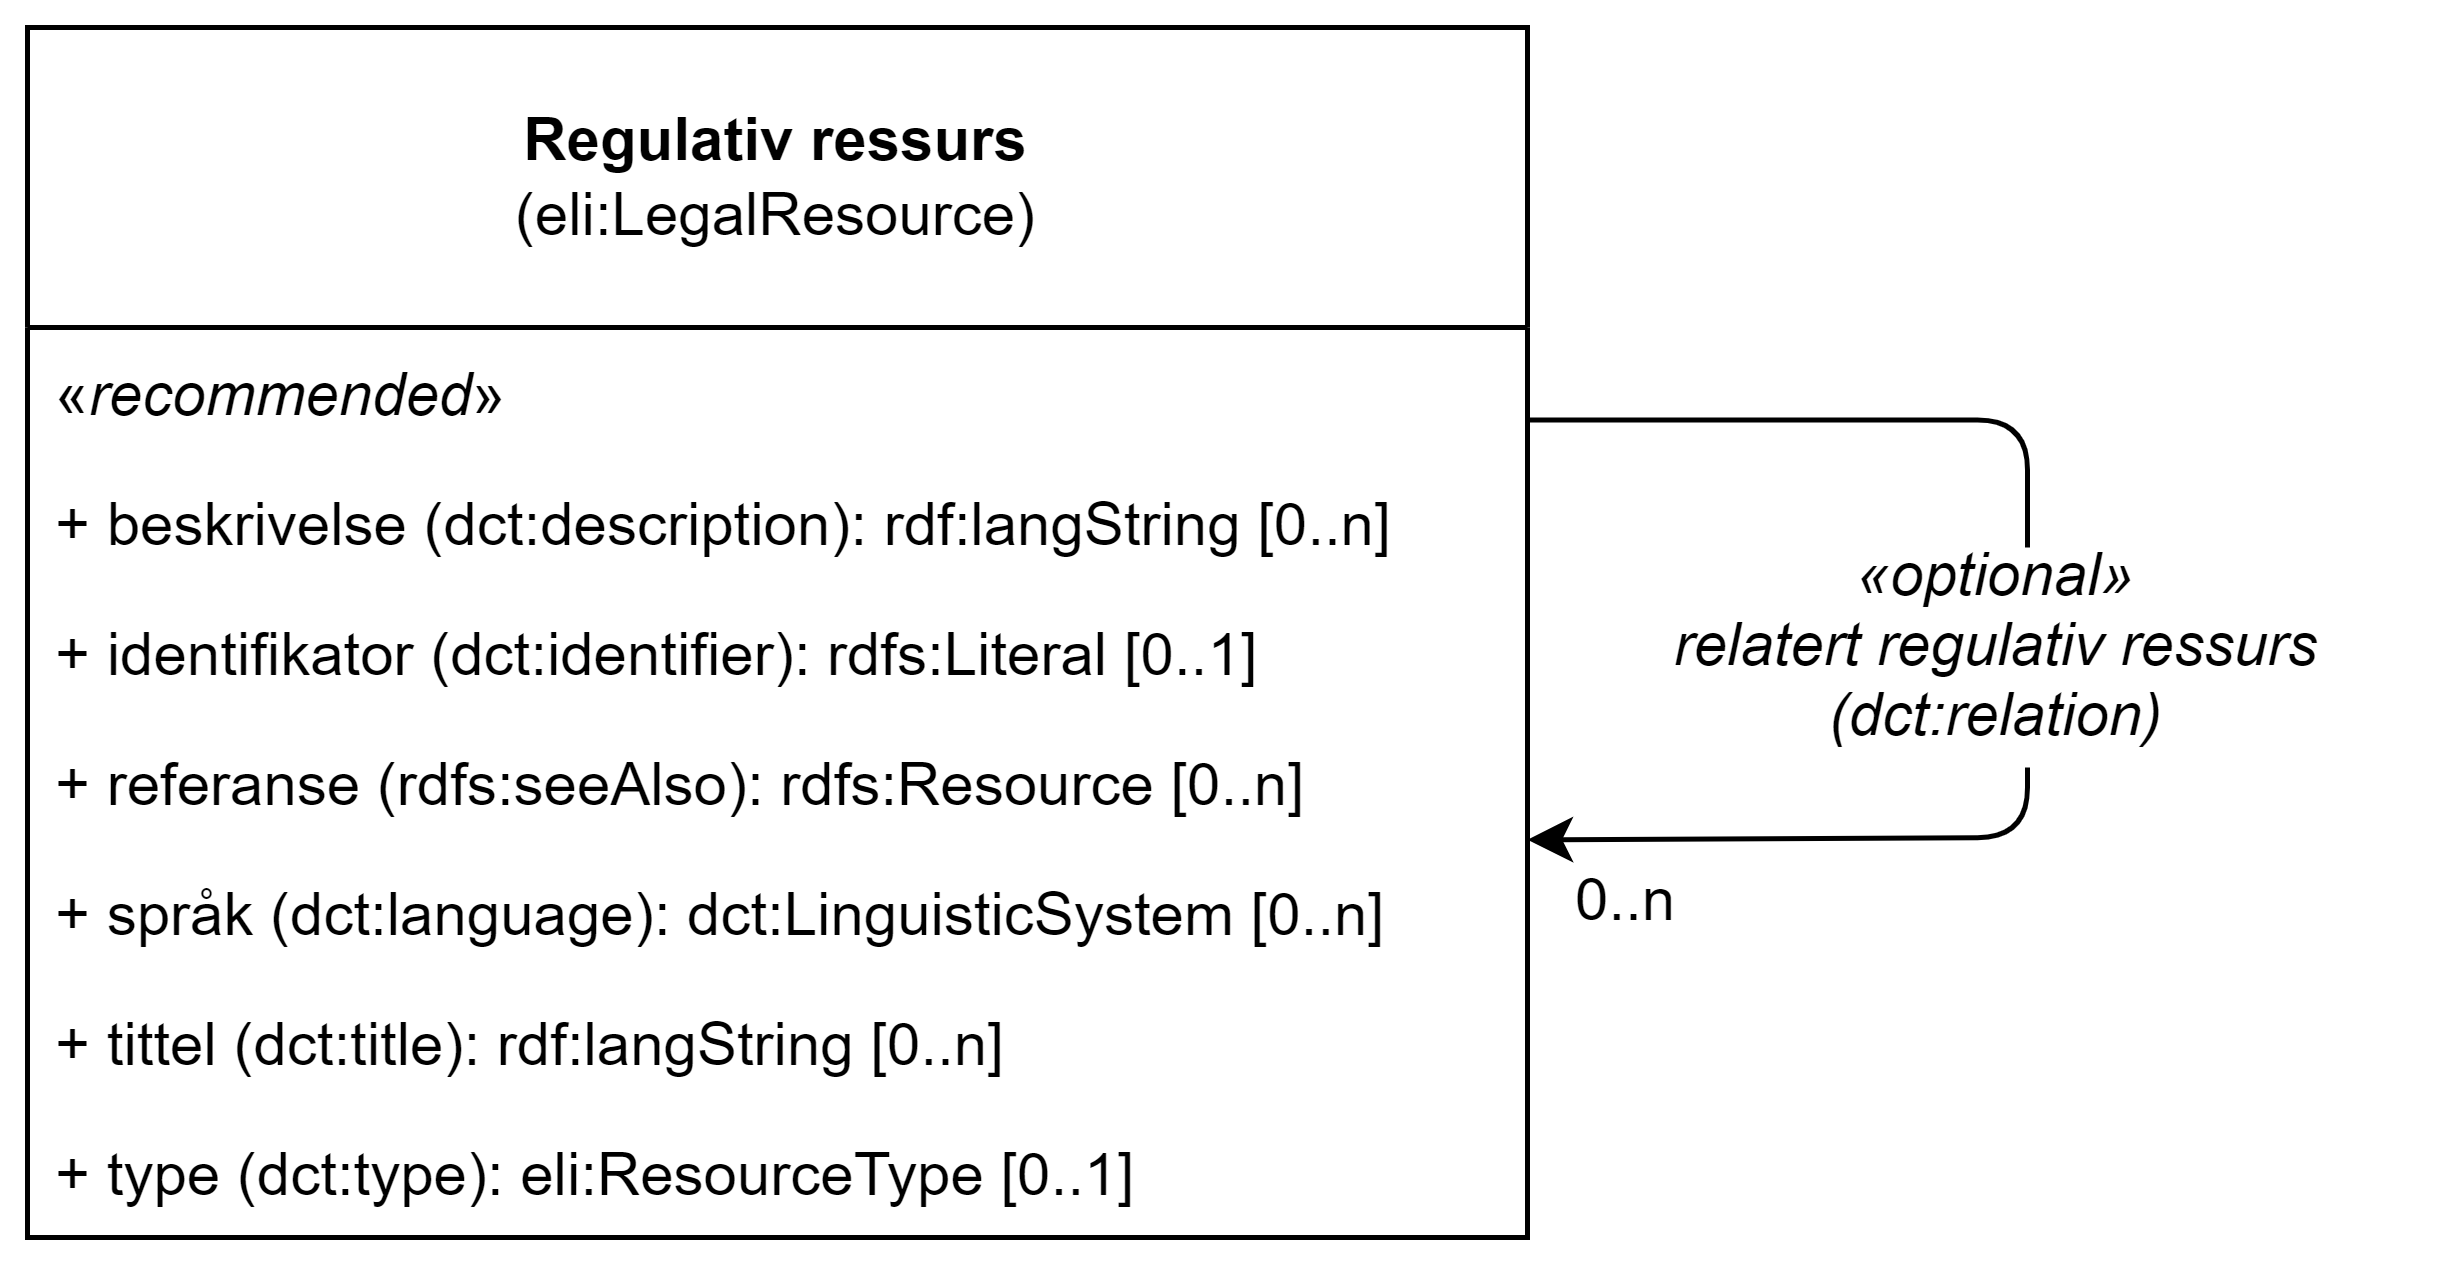 Regulativ ressurs
(eli:LegalResource)
«recommended»
+ beskrivelse (dct:description): rdf:langString [0..n]
+ identifikator (dct:identifier): rdfs:Literal [0..1]
+ referanse (rdfs:seeAlso): rdfs:Resource [0..n]
+ språk (dct:language): dct:LinguisticSystem [0..n]
+ tittel (dct:title): rdf:langString [0..n]
+ type (dct:type): eli:ResourceType [0..1]
«optional»
relatert regulativ ressurs
(dct:relation)
0..n